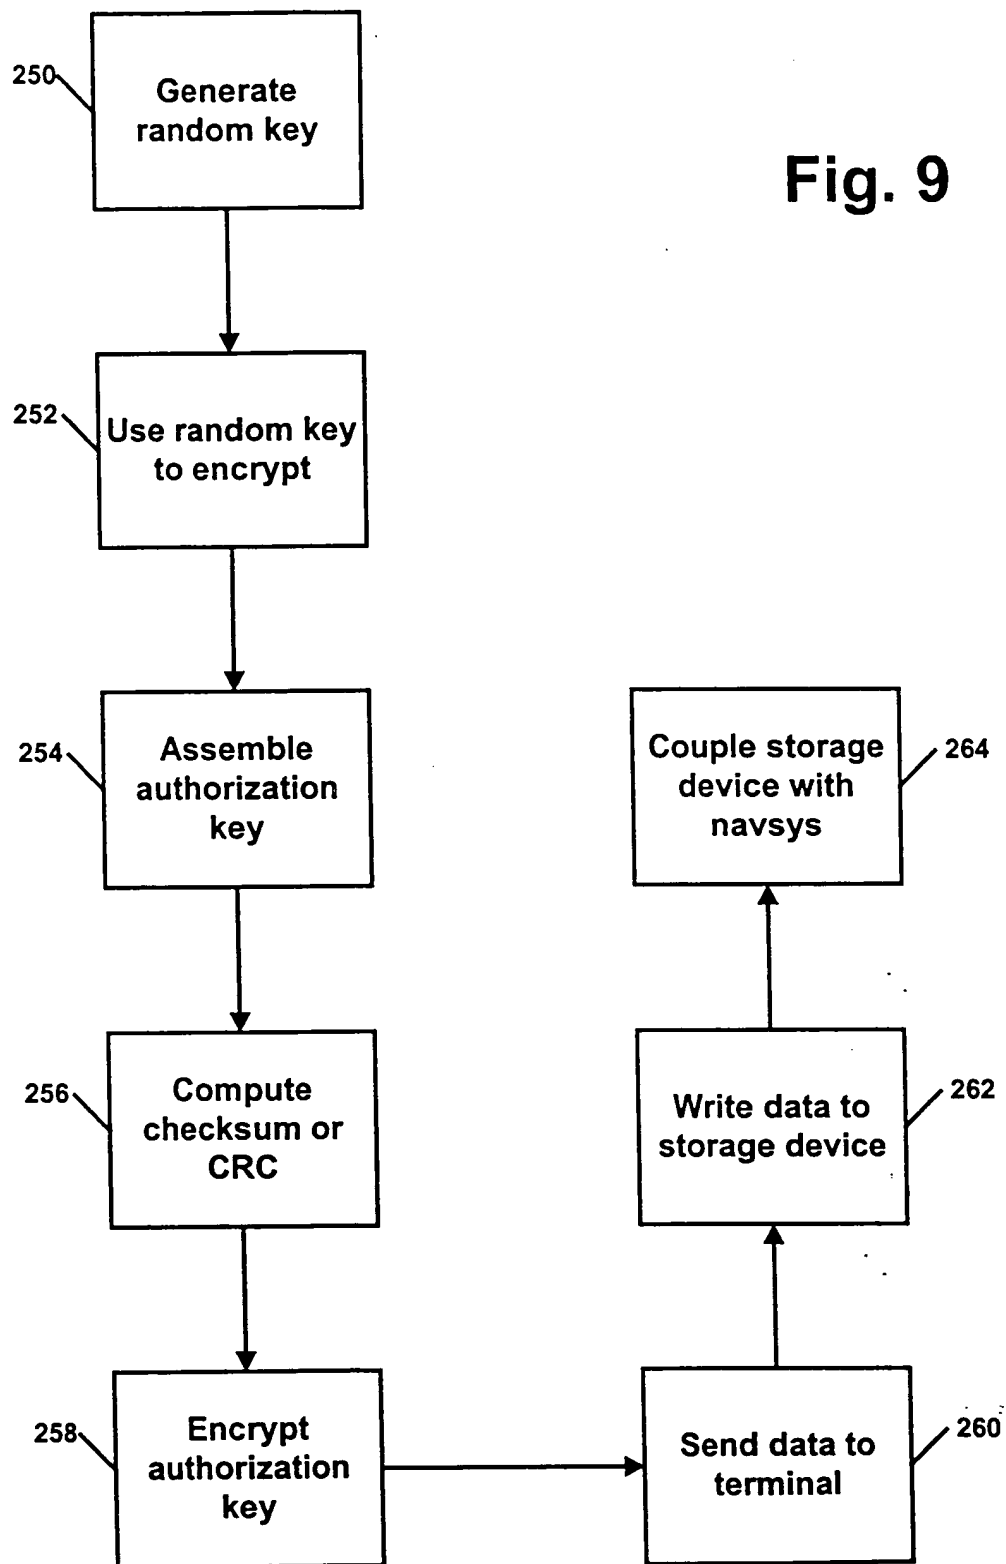 Fig. 9
250
Generate
random key
252
Use random key
to encrypt
254
Assemble
authorization
key
256
Compute
checksum or
CRC
258
Encrypt
authorization
key
260
Send data to
terminal
262
Write data to
storage device
264
Couple storage
device with
navsys